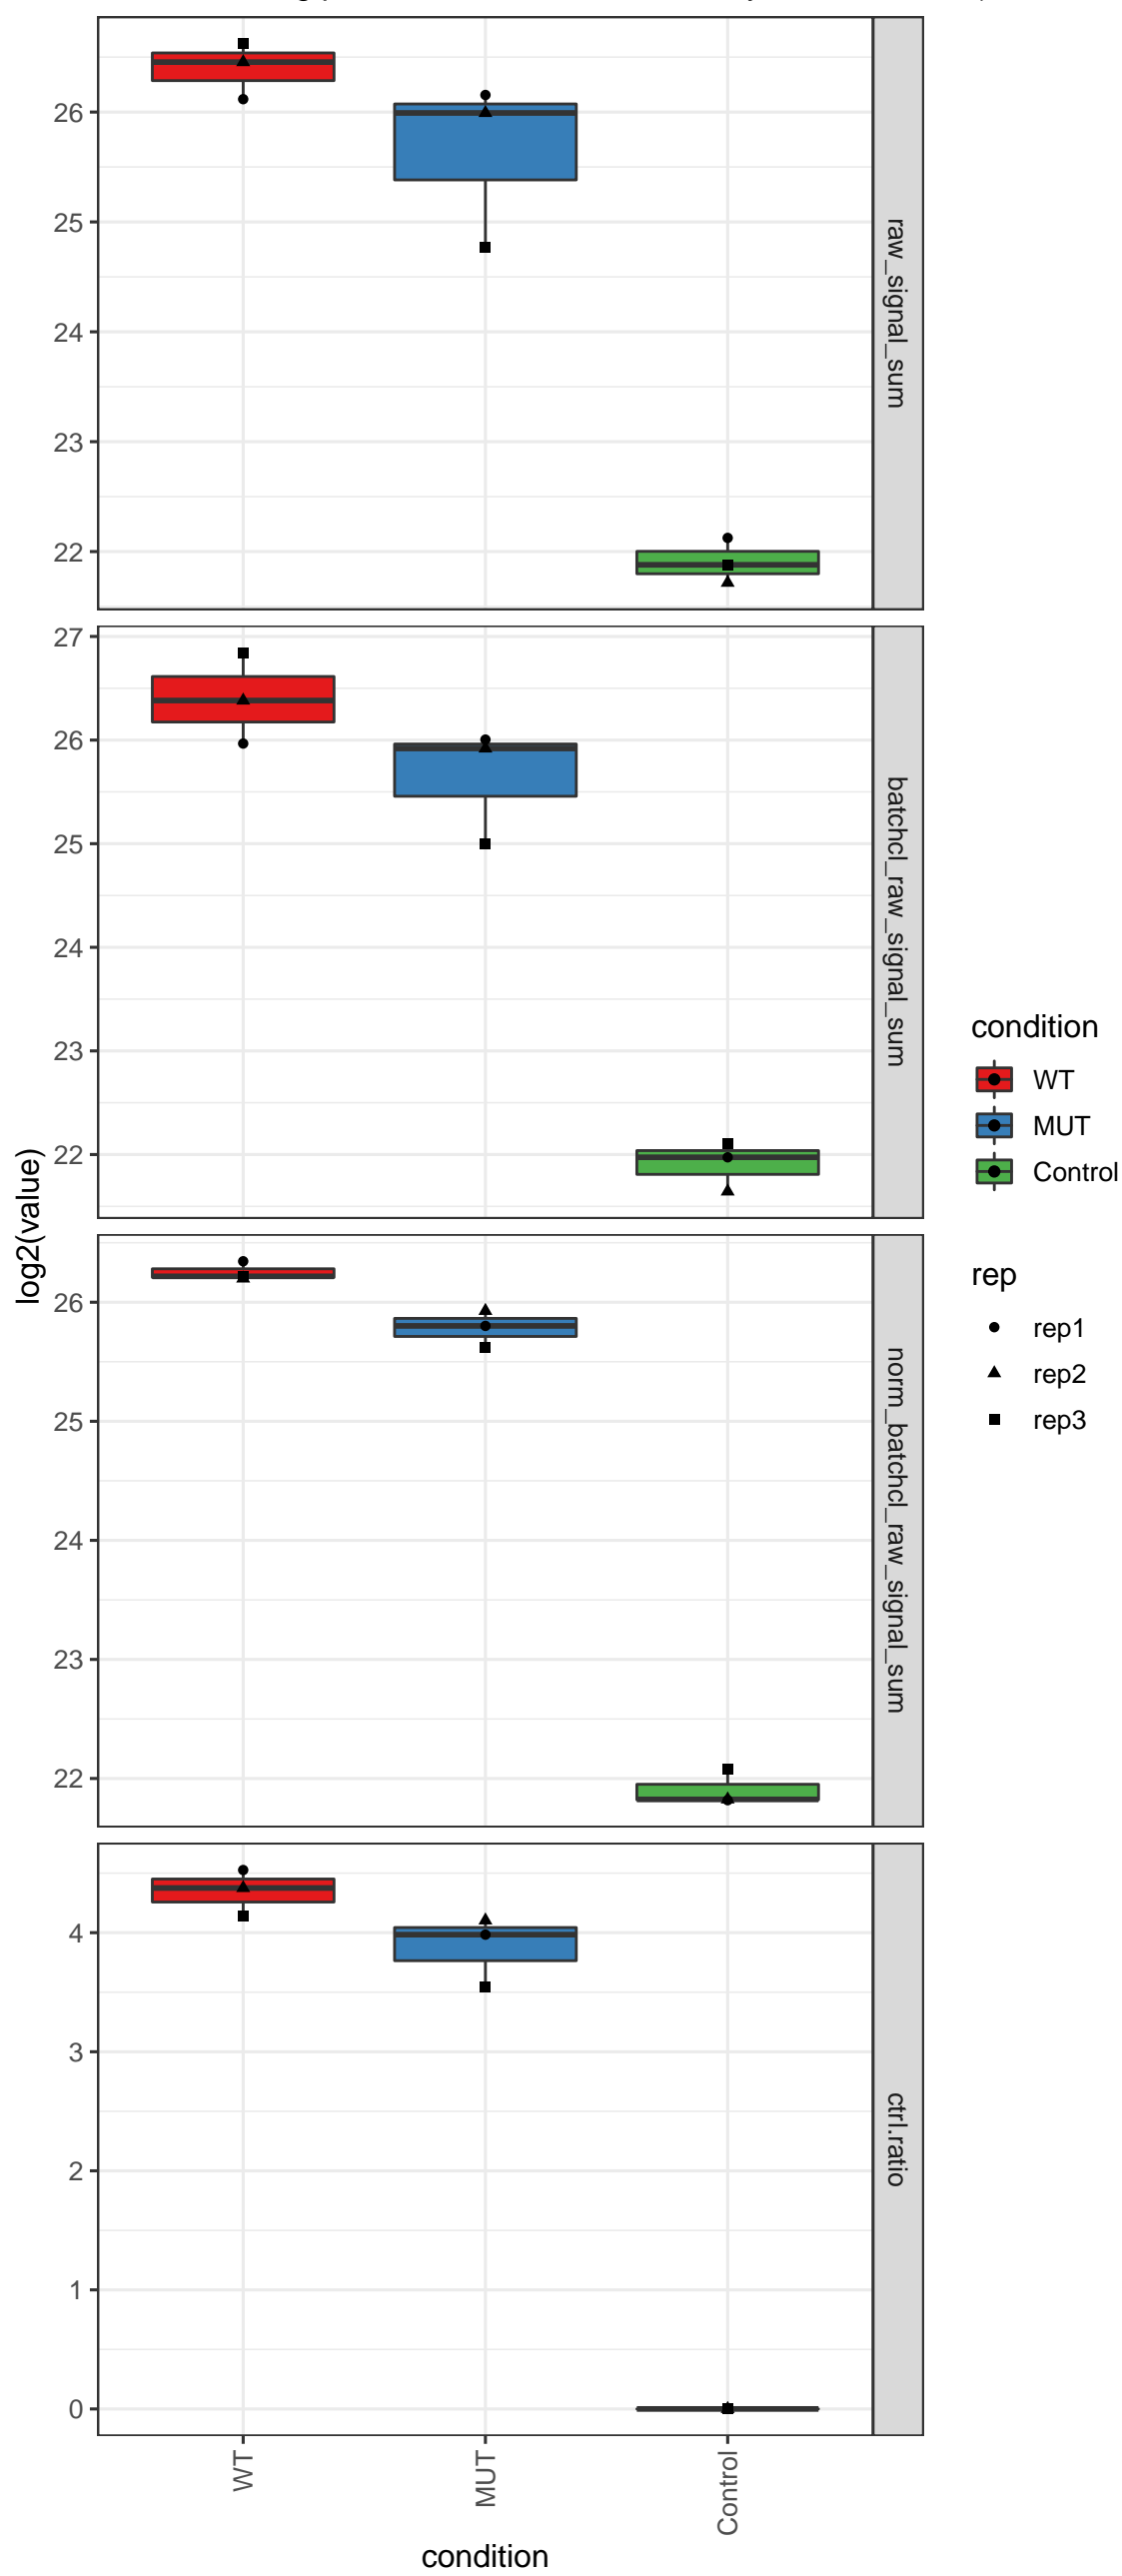 26
25
24
23
22
raw_signal_sum
27
26
25
24
23
22
batchcl_raw_signal_sum
26
25
24
23
22
norm_batchcl_raw_signal_sum
4
3
2
1
0
ctrl.ratio
log2(value)
WT
MUT
Control
condition
condition
WT
MUT
Control
rep
rep1
rep2
rep3